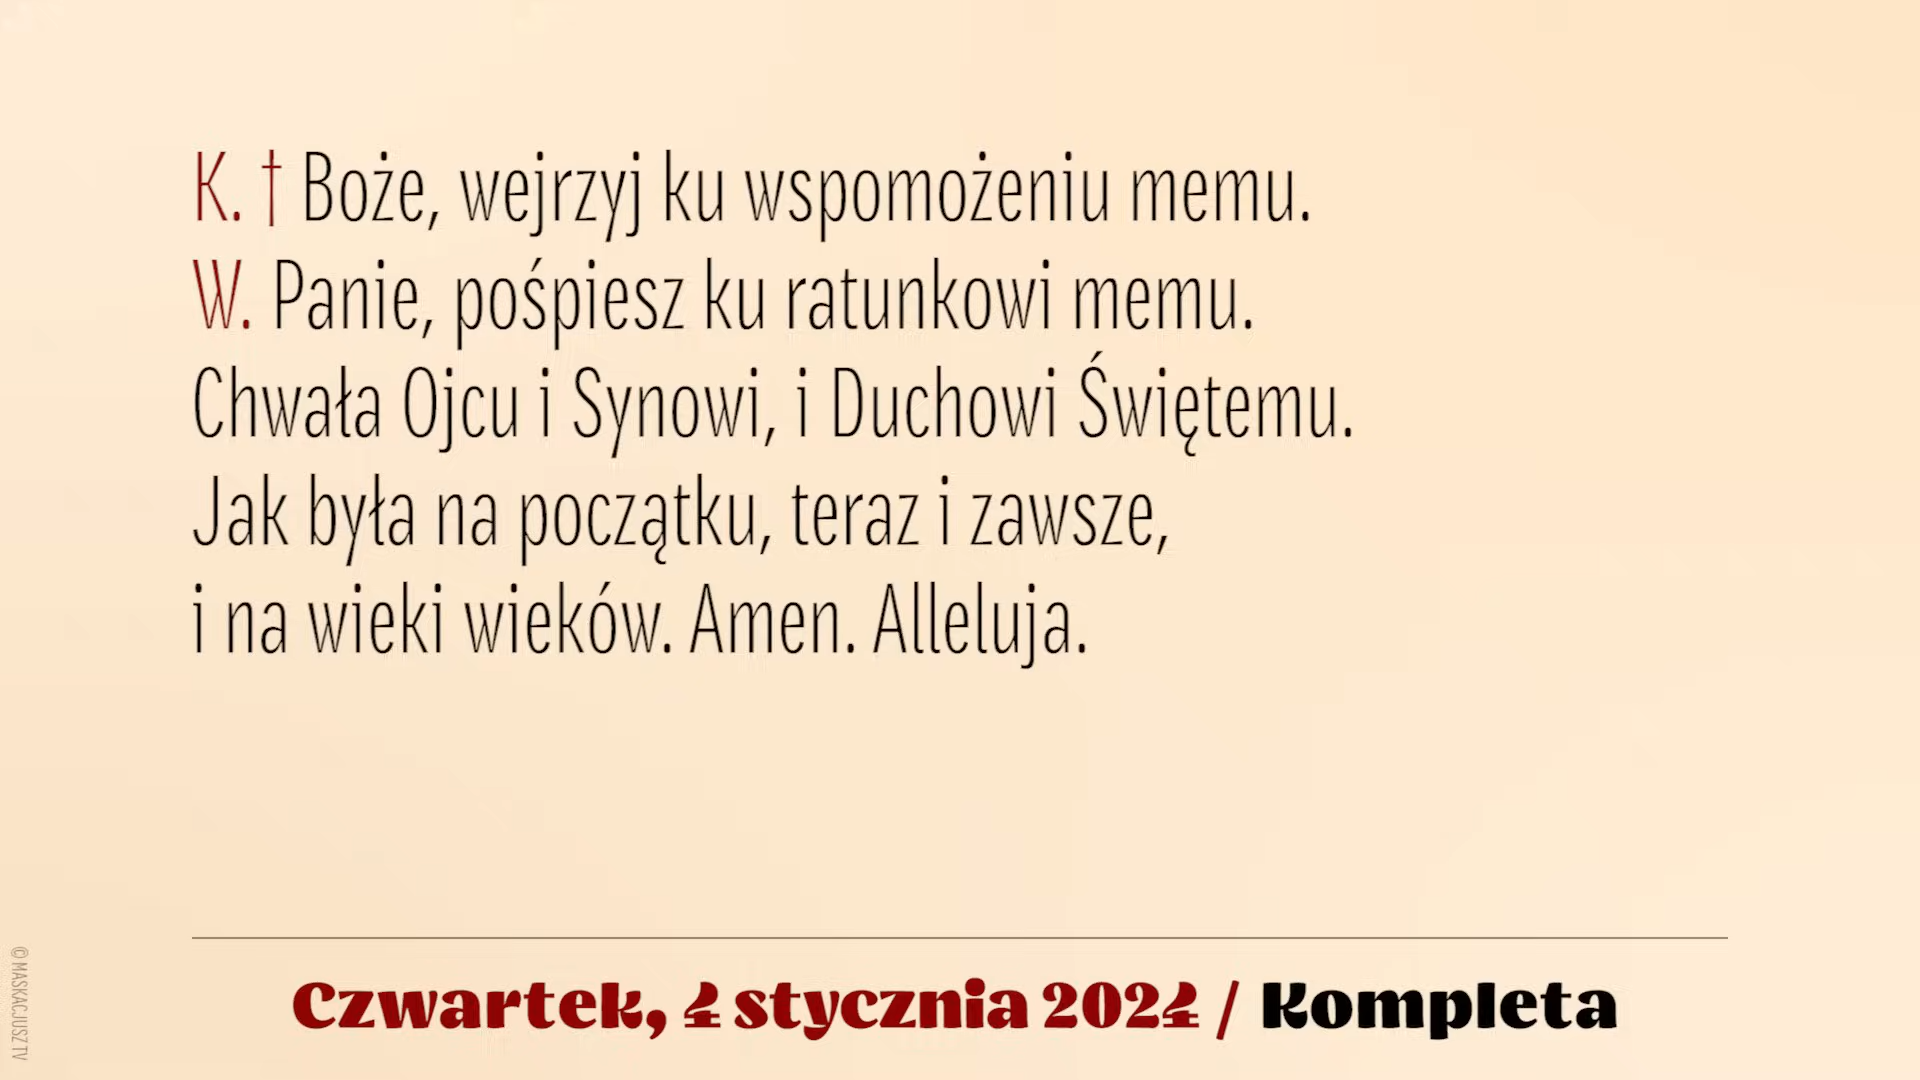 K. † Boże, wejrzyj ku wspomożeniu memu.
W. Panie, pośpiesz ku ratunkowi memu.
Chwała Ojcu i Synowi, i Duchowi Świętemu.
Jak była na początku, teraz i zawsze,
i na wieki wieków. Amen. Alleluja.
Czwartek, 4 stycznia 2024 / Kompleta
© MASKACJUSZ TV